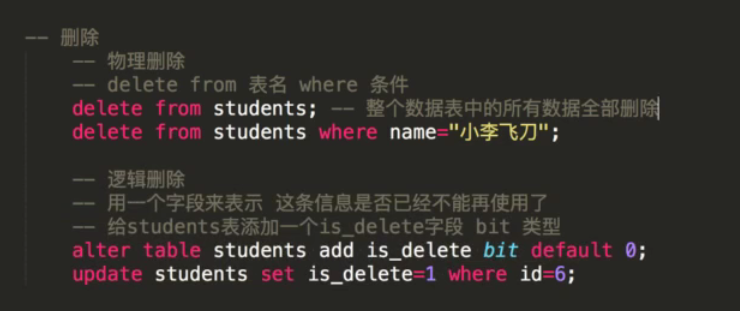 -- 删除
-- 物理删除
-- delete from 表名 where 条件
delete from students; -- 整个数据表中的所有数据全部删除
delete from students where name="小李飞刀";
-- 逻辑删除
-- 用一个字段来表示 这条信息是否已经不能再使用了
-- 给students表添加一个is_delete字段 bit 类型
alter table students add is_delete bit default 0;
update students set is_delete=1 where id=6;